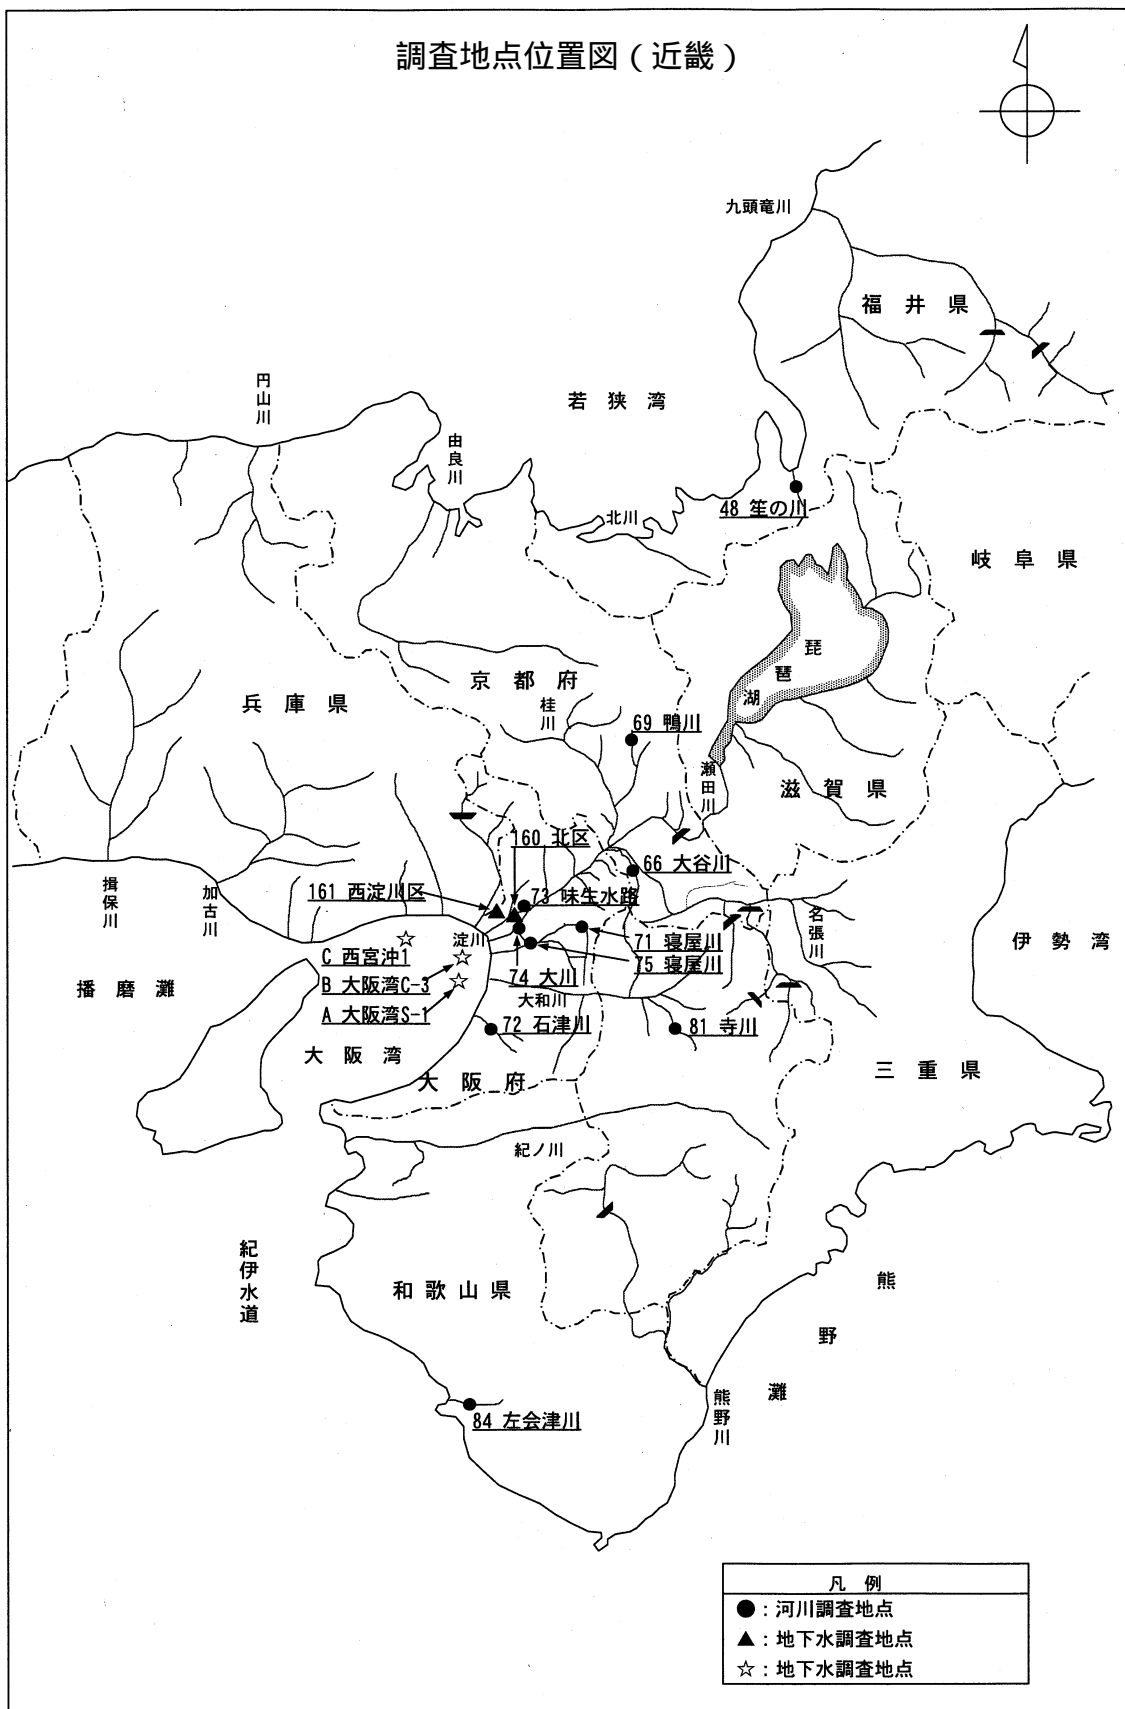 調査地点位置図(近畿)
九頭竜川
福井県
円山川
若狭湾
由良川
48 笙の川
北川
岐阜県
琵琶湖
京都府
兵庫県
桂川
69 鴨川
瀬田川
滋賀県
160 北区
66 大谷川
161 西淀川区
73 味生水路
揖保川
加古川
名張川
淀川
71 寝屋川
伊勢湾
C 西宮沖1
75 寝屋川
播磨灘
B 大阪湾C-3
74 大川
大和川
A 大阪湾S-1
72 石津川
81 寺川
大阪湾
三重県
大阪府
紀ノ川
紀伊水道
和歌山県
熊野灘
熊野川
84 左会津川
凡例
●:河川調査地点
▲:地下水調査地点
☆:地下水調査地点